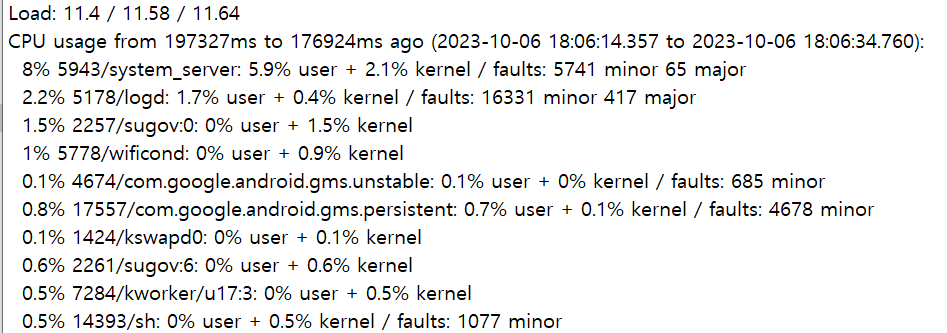 Load: 11.4 / 11.58 / 11.64
CPU usage from 197327ms to 176924ms ago (2023-10-06 18:06:14.357 to 2023-10-06 18:06:34.760):
8% 5943/system_server: 5.9% user + 2.1% kernel / faults: 5741 minor 65 major
2.2% 5178/logd: 1.7% user + 0.4% kernel / faults: 16331 minor 417 major
1.5% 2257/sugov:0: 0% user + 1.5% kernel
1% 5778/wificond: 0% user + 0.9% kernel
0.1% 4674/com.google.android.gms.unstable: 0.1% user + 0% kernel / faults: 685 minor
0.8% 17557/com.google.android.gms.persistent: 0.7% user + 0.1% kernel / faults: 4678 minor
0.1% 1424/kswapd0: 0% user + 0.1% kernel
0.6% 2261/sugov:6: 0% user + 0.6% kernel
0.5% 7284/kworker/u17:3: 0% user + 0.5% kernel
0.5% 14393/sh: 0% user + 0.5% kernel / faults: 1077 minor